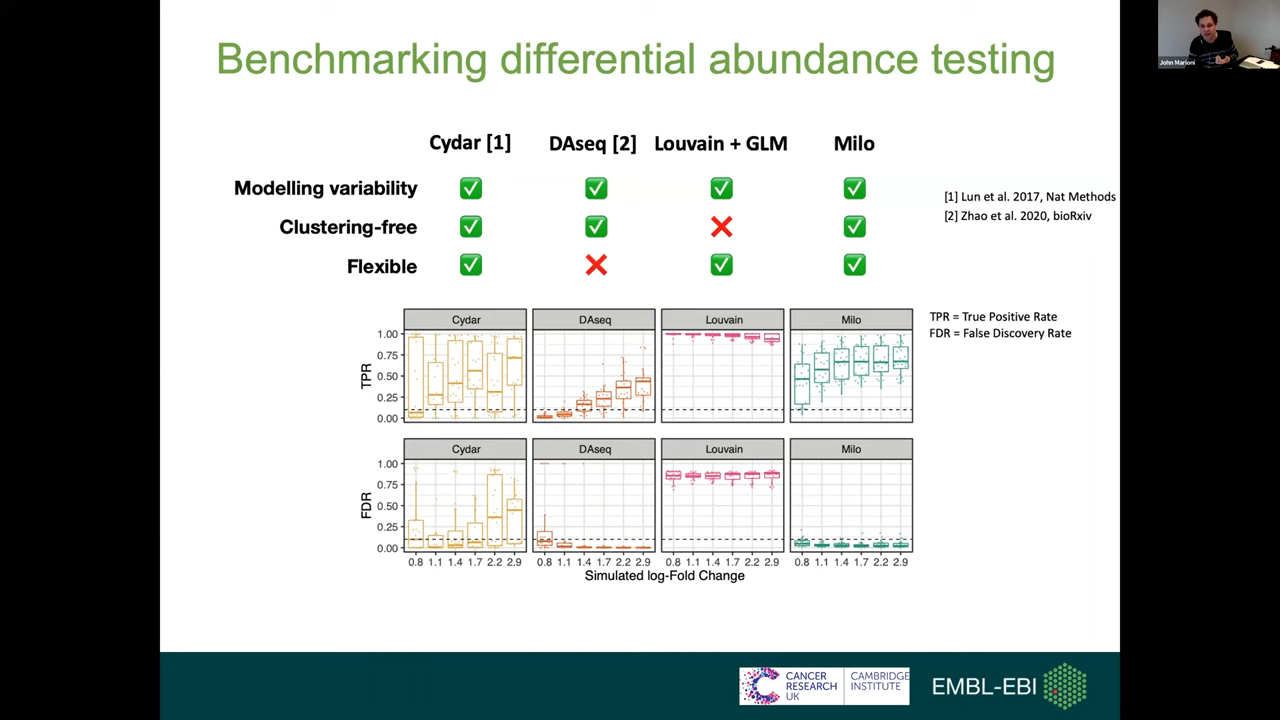 Benchmarking differential abundance testing
John Marioni
Cydar [1] DAseq [2] Louvain + GLM Milo
Modelling variability
Clustering-free
Flexible
[1] Lun et al. 2017, Nat Methods
[2] Zhao et al. 2020, bioRxiv
Cydar DAseq Louvain Milo
TPR
1.00
0.75
0.50
0.25
0.00
TPR = True Positive Rate
FDR = False Discovery Rate
Cydar DAseq Louvain Milo
FDR
1.00
0.75
0.50
0.25
0.00
0.8 1.1 1.4 1.7 2.2 2.9 0.8 1.1 1.4 1.7 2.2 2.9 0.8 1.1 1.4 1.7 2.2 2.9 0.8 1.1 1.4 1.7 2.2 2.9
Simulated log-Fold Change
CANCER
RESEARCH
UK
CAMBRIDGE
INSTITUTE
EMBL-EBI